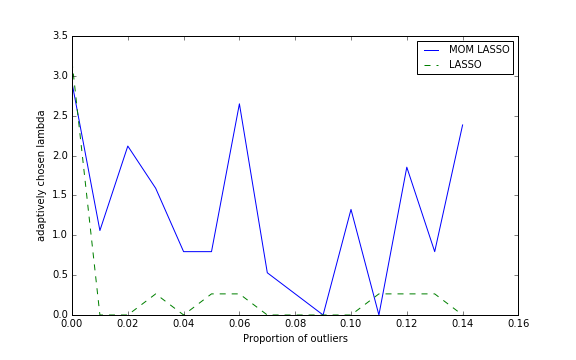 MOM LASSO
LASSO
adaptively chosen lambda
3.5
3.0
2.5
2.0
1.5
1.0
0.5
0.0
0.00 0.02 0.04 0.06 0.08 0.10 0.12 0.14 0.16
Proportion of outliers